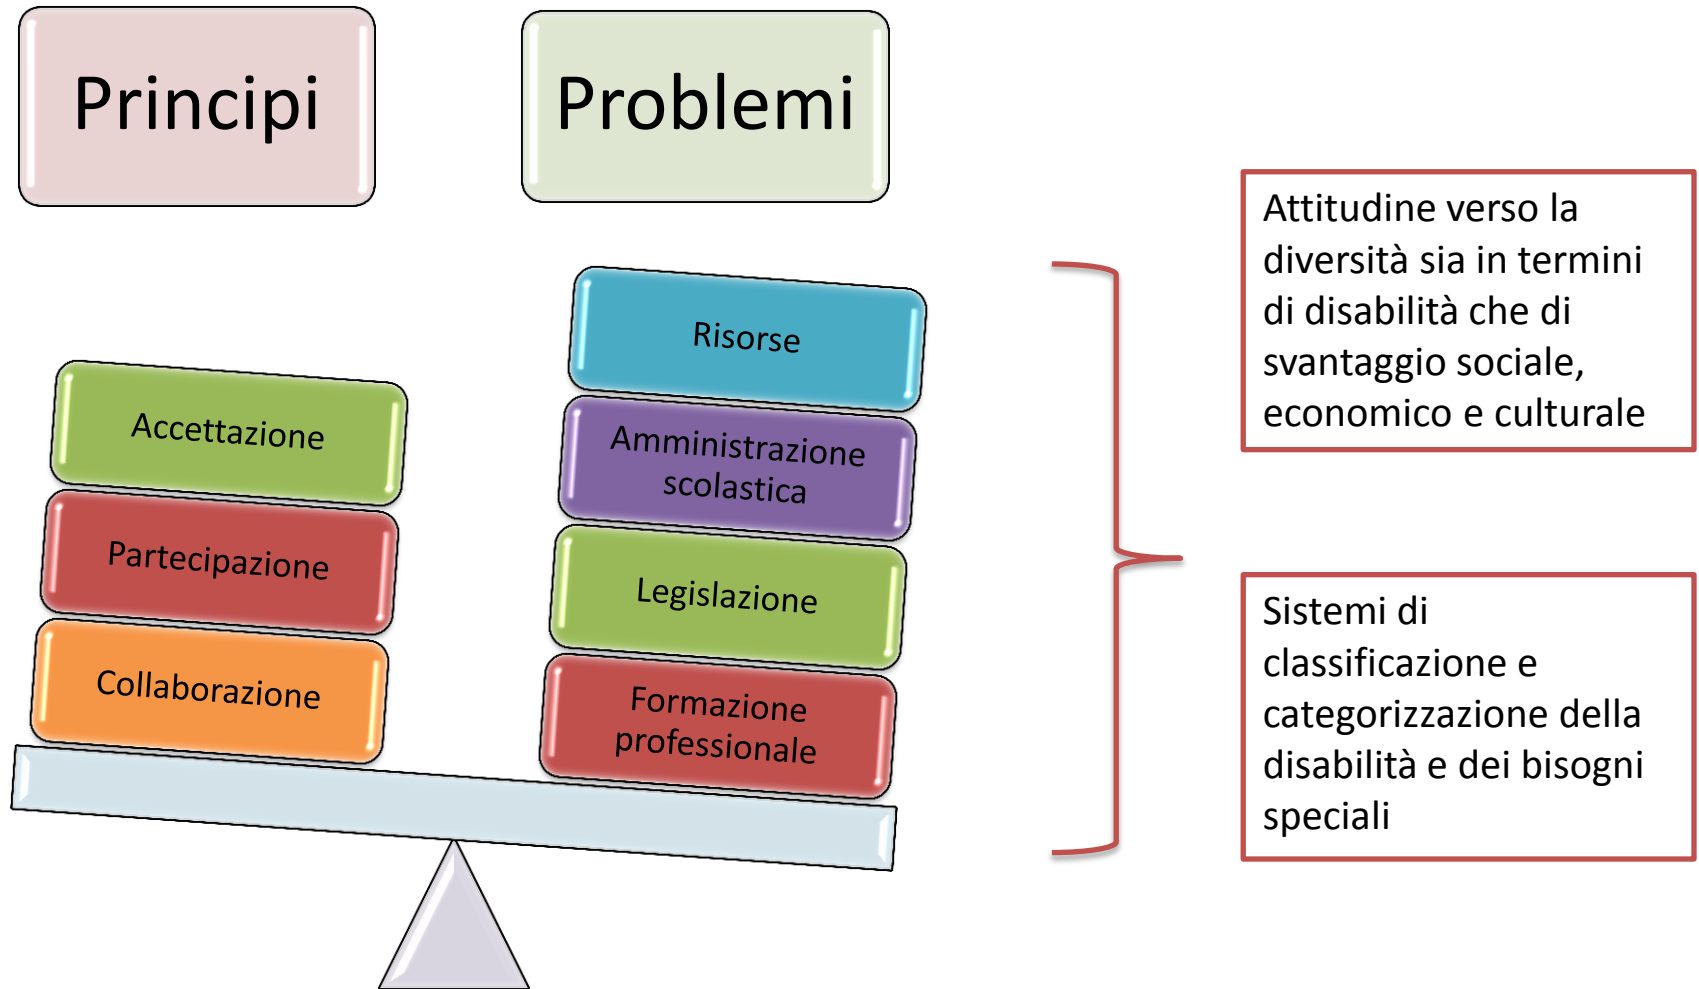 Principi
Problemi
Accettazione
Partecipazione
Collaborazione
Risorse
Amministrazione
scolastica
Legislazione
Formazione
professionale
Attitudine verso la
diversità sia in termini
di disabilità che di
svantaggio sociale,
economico e culturale
Sistemi di
classificazione e
categorizzazione della
disabilità e dei bisogni
speciali